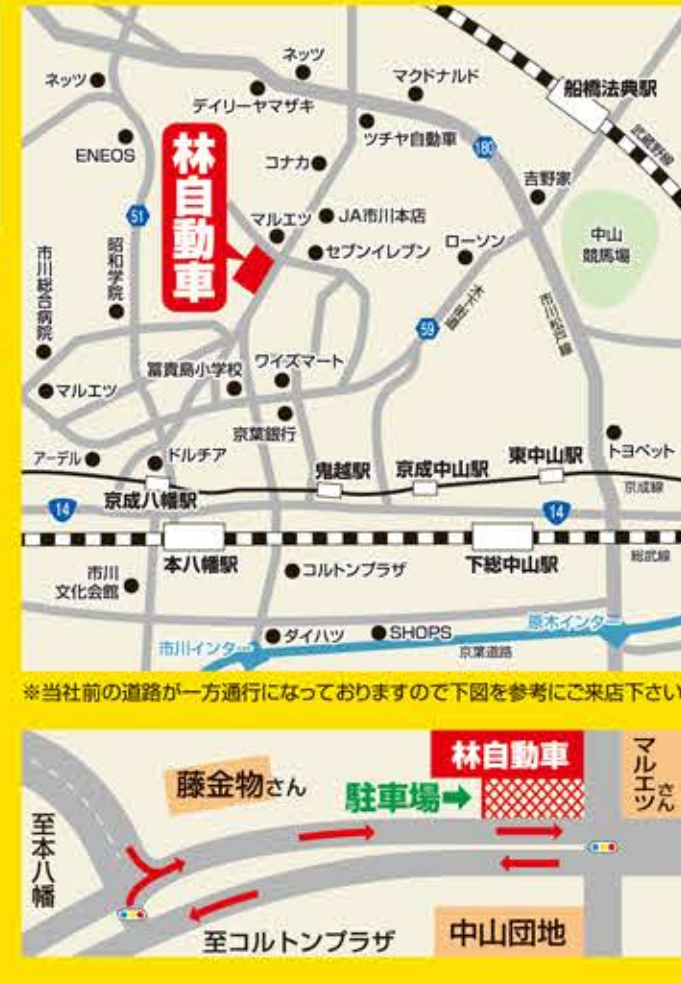 ネッツ
ネッツ
デイリーヤマザキ
マクドナルド
船橋法典駅
武蔵野線
ENEOS
林自動車
コナカ
ツチヤ自動車
180
吉野家
51
マルエツ
JA市川本店
セブンイレブン
ローソン
中山
競馬場
市川総合病院
昭和学院
59
木下街道
市川松戸線
冨貴島小学校
ワイズマート
マルエツ
京葉銀行
アーデル
ドルチア
鬼越駅
京成中山駅
東中山駅
トヨペット
京成線
京成八幡駅
14
14
本八幡駅
コルトンプラザ
下総中山駅
総武線
市川
文化会館
市川インター
ダイハツ
SHOPS
京葉道路
原木インター
※当社前の道路が一方通行になっておりますので下図を参考にご来店下さい
林自動車
マルエツさん
藤金物さん
駐車場➡
至本八幡
至コルトンプラザ
中山団地